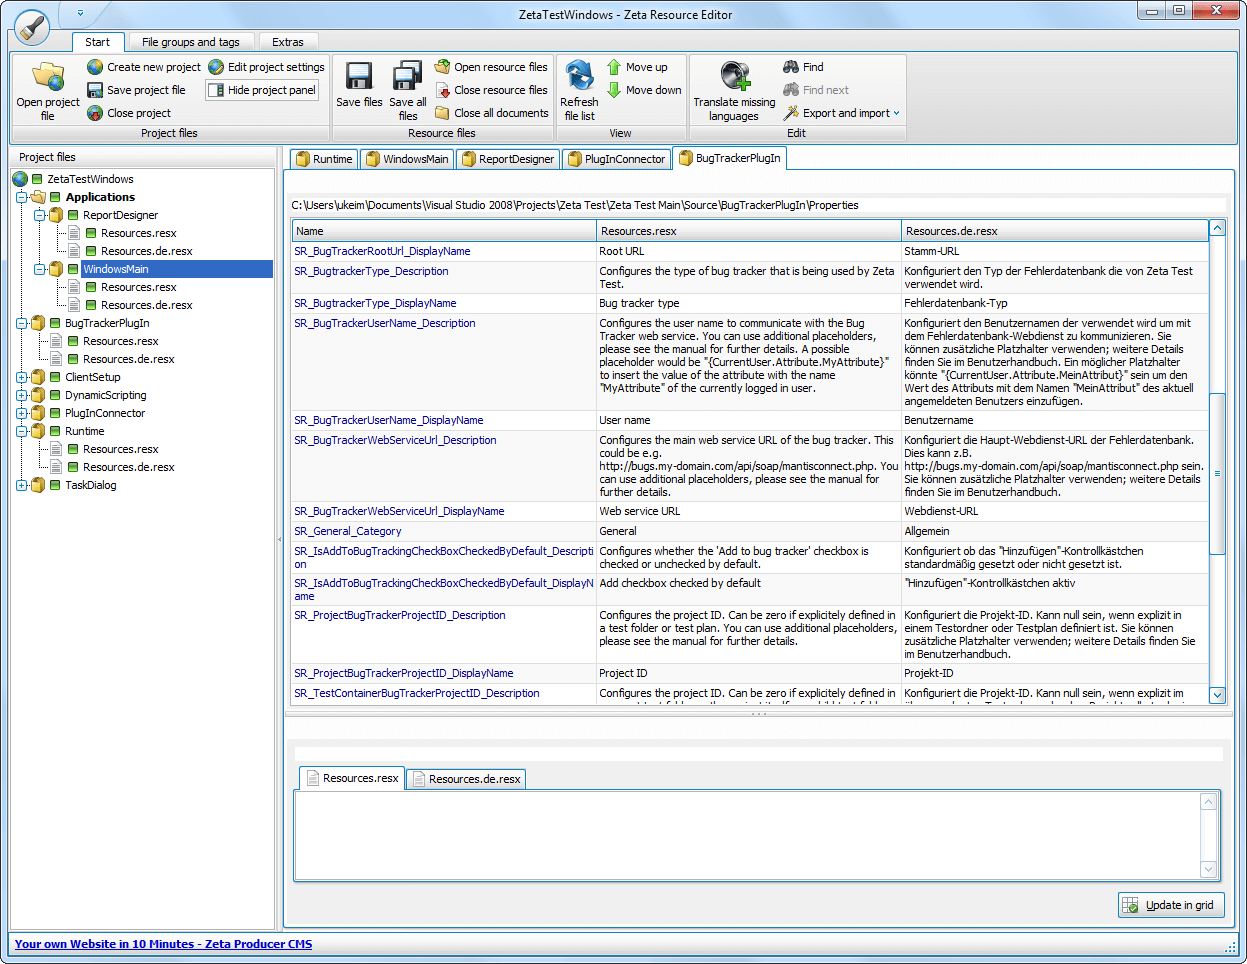 ZetaTestWindows - Zeta Resource Editor
Start
File groups and tags
Extras
Open project file
Create new project
Save project file
Close project
Edit project settings
Hide project panel
Project files
Save files
Save all files
Open resource files
Close resource files
Close all documents
Resource files
Refresh file list
Move up
Move down
View
Translate missing languages
Find
Find next
Export and import
Edit
Project files
ZetaTestWindows
Applications
ReportDesigner
Resources.resx
Resources.de.resx
WindowsMain
Resources.resx
Resources.de.resx
BugTrackerPlugIn
Resources.resx
Resources.de.resx
ClientSetup
DynamicScripting
PlugInConnector
Runtime
Resources.resx
Resources.de.resx
TaskDialog
Runtime
WindowsMain
ReportDesigner
PlugInConnector
BugTrackerPlugIn
C:\Users\ukeim\Documents\Visual Studio 2008\Projects\Zeta Test\Zeta Test Main\Source\BugTrackerPlugIn\Properties
Name
Resources.resx
Resources.de.resx
SR_BugTrackerRootUrl_DisplayName
Root URL
Stamm-URL
SR_BugtrackerType_Description
Configures the type of bug tracker that is being used by Zeta
Test.
Konfiguriert den Typ der Fehlerdatenbank die von Zeta Test
verwendet wird.
SR_BugtrackerType_DisplayName
Bug tracker type
Fehlerdatenbank-Typ
SR_BugTrackerUserName_Description
Configures the user name to communicate with the Bug
Tracker web service. You can use additional placeholders,
please see the manual for further details. A possible
placeholder would be "{CurrentUser.Attribute.MyAttribute}"
to insert the value of the attribute with the name
"MyAttribute" of the currently logged in user.
Konfiguriert den Benutzernamen der verwendet wird um mit
dem Fehlerdatenbank-Webdienst zu kommunizieren. Sie
können zusätzliche Platzhalter verwenden; weitere Details
finden Sie im Benutzerhandbuch. Ein möglicher Platzhalter
könnte "{CurrentUser.Attribute.MeinAttribut}" sein um den
Wert des Attributs mit dem Namen "MeinAttribut" des aktuell
angemeldeten Benutzers einzufügen.
SR_BugTrackerUserName_DisplayName
User name
Benutzername
SR_BugTrackerWebServiceUrl_Description
Configures the main web service URL of the bug tracker. This
could be e.g.
http://bugs.my-domain.com/api/soap/mantisconnect.php. You
can use additional placeholders, please see the manual for
further details.
Konfiguriert die Haupt-Webdienst-URL der Fehlerdatenbank.
Dies kann z.B.
http://bugs.my-domain.com/api/soap/mantisconnect.php sein.
Sie können zusätzliche Platzhalter verwenden; weitere Details
finden Sie im Benutzerhandbuch.
SR_BugTrackerWebServiceUrl_DisplayName
Web service URL
Webdienst-URL
SR_General_Category
General
Allgemein
SR_IsAddToBugTrackingCheckBoxCheckedByDefault_Descripti
on
Configures whether the 'Add to bug tracker' checkbox is
checked or unchecked by default.
Konfiguriert ob das "Hinzufügen"-Kontrollkästchen
standardmäßig gesetzt oder nicht gesetzt ist.
SR_IsAddToBugTrackingCheckBoxCheckedByDefault_DisplayN
ame
Add checkbox checked by default
"Hinzufügen"-Kontrollkästchen aktiv
SR_ProjectBugTrackerProjectID_Description
Configures the project ID. Can be zero if explicitely defined in
a test folder or test plan. You can use additional placeholders,
please see the manual for further details.
Konfiguriert die Projekt-ID. Kann null sein, wenn explizit in
einem Testordner oder Testplan definiert ist. Sie können
zusätzliche Platzhalter verwenden; weitere Details finden Sie
im Benutzerhandbuch.
SR_ProjectBugTrackerProjectID_DisplayName
Project ID
Projekt-ID
SR_TestContainerBugTrackerProjectID_Description
Configures the project ID. Can be zero if explicitely defined in
Konfiguriert die Projekt-ID. Kann null sein, wenn explizit im
Resources.resx
Resources.de.resx
Update in grid
Your own Website in 10 Minutes - Zeta Producer CMS